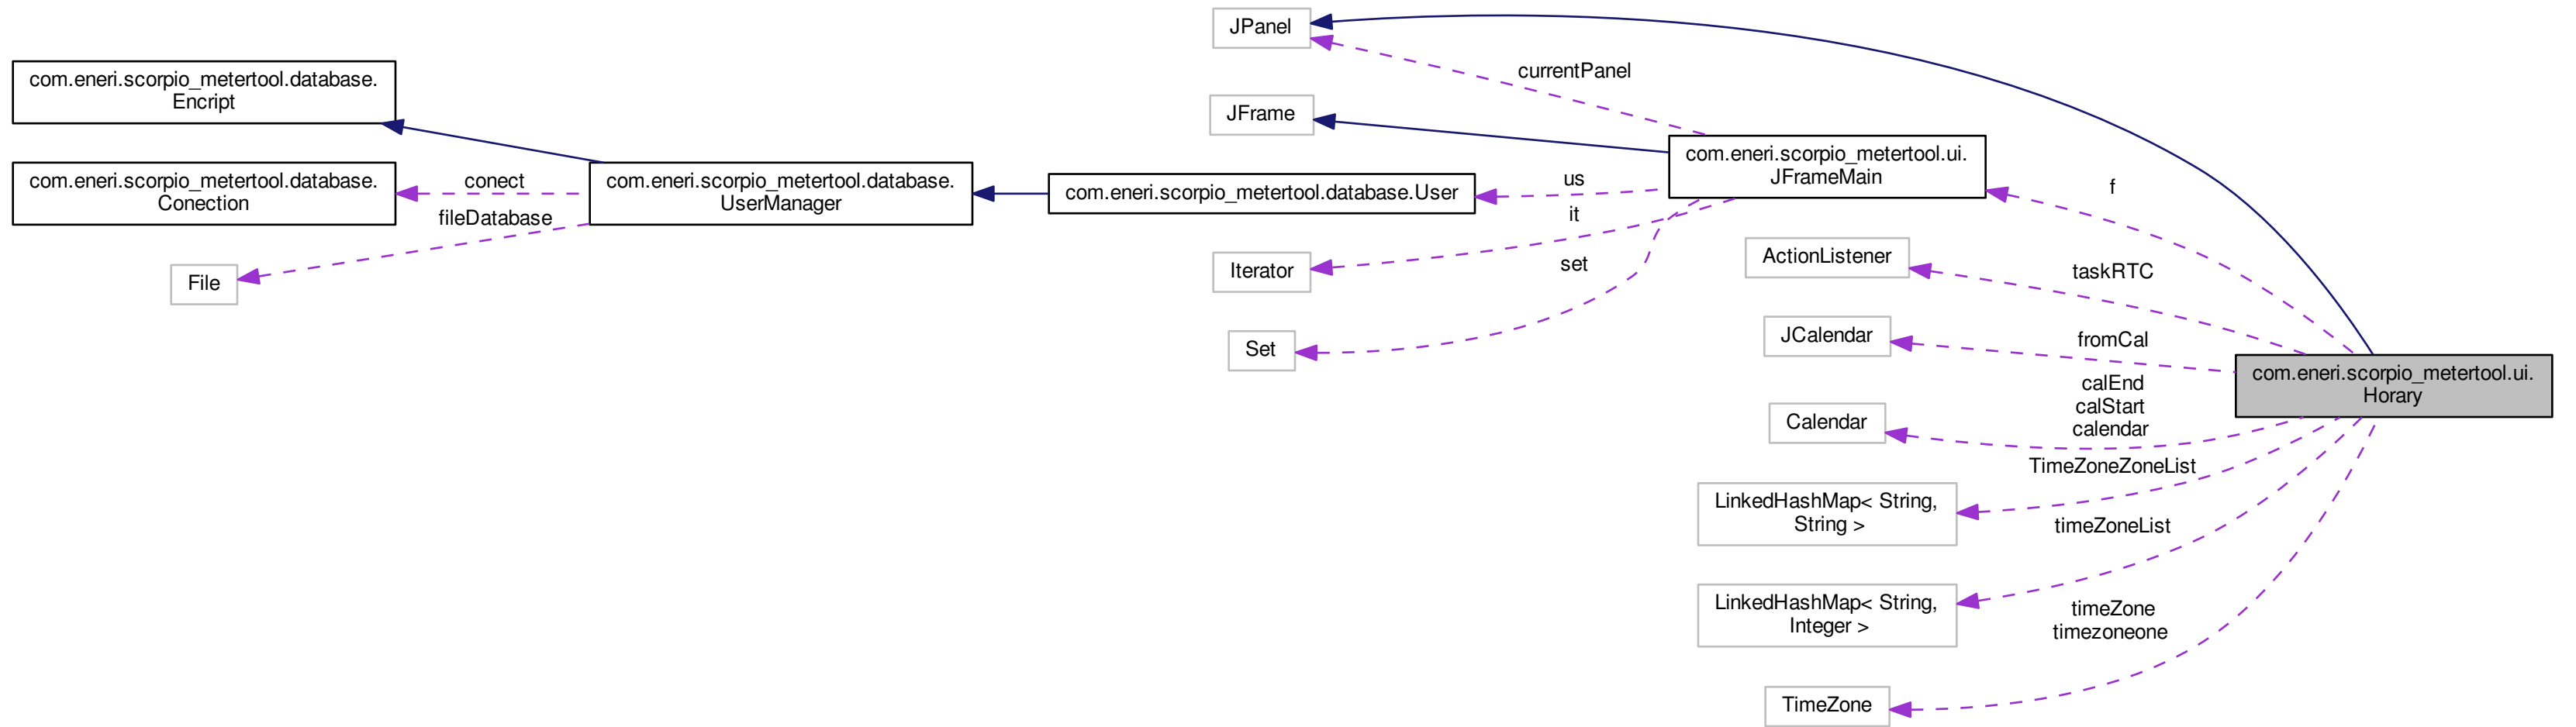 JPanel
currentPanel
com.eneri.scorpio_metertool.database.
Encript
JFrame
com.eneri.scorpio_metertool.ui.
JFrameMain
com.eneri.scorpio_metertool.database.
Conection
conect
fileDatabase
com.eneri.scorpio_metertool.database.
UserManager
com.eneri.scorpio_metertool.database.User
us
it
set
f
File
Iterator
ActionListener
taskRTC
Set
JCalendar
fromCal
com.eneri.scorpio_metertool.ui.
Horary
Calendar
calEnd
calStart
calendar
TimeZoneZoneList
LinkedHashMap< String,
String >
timeZoneList
LinkedHashMap< String,
Integer >
timeZone
timezoneone
TimeZone